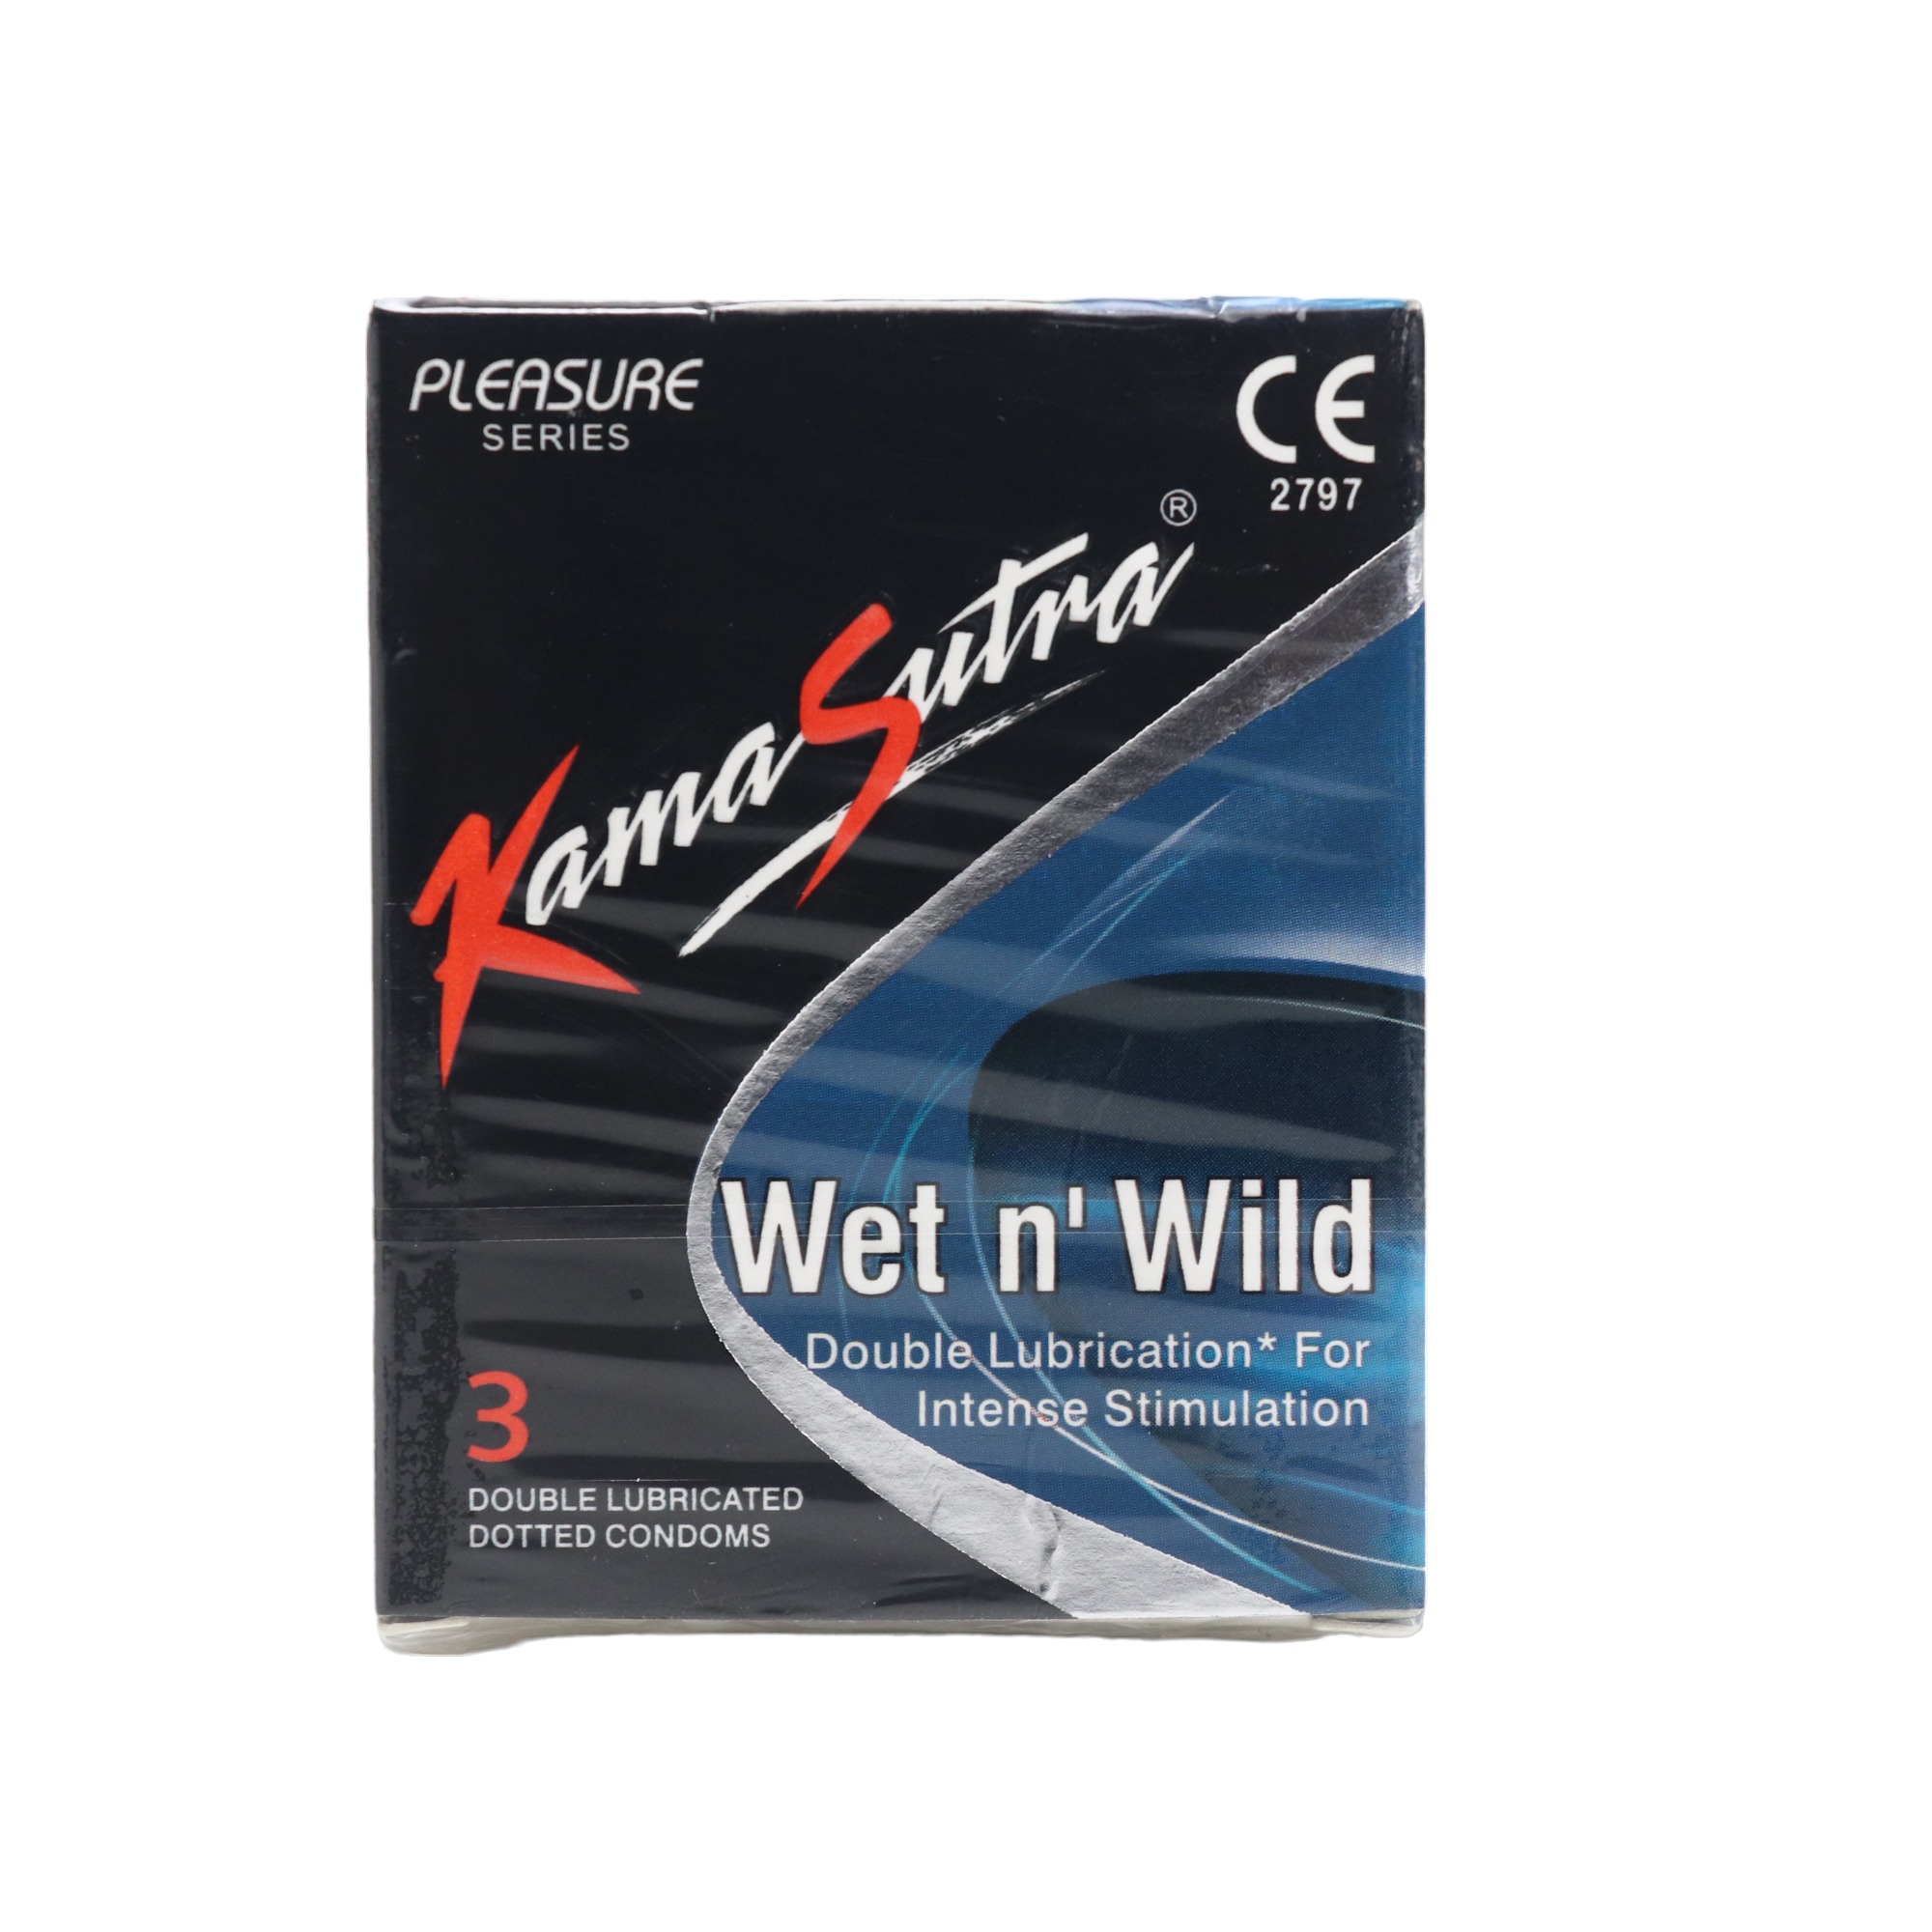 PLEASURE
SERIES
CE
2797
KamaSutra®
Wet n' Wild
Double Lubrication* For
Intense Stimulation
3
DOUBLE LUBRICATED
DOTTED CONDOMS